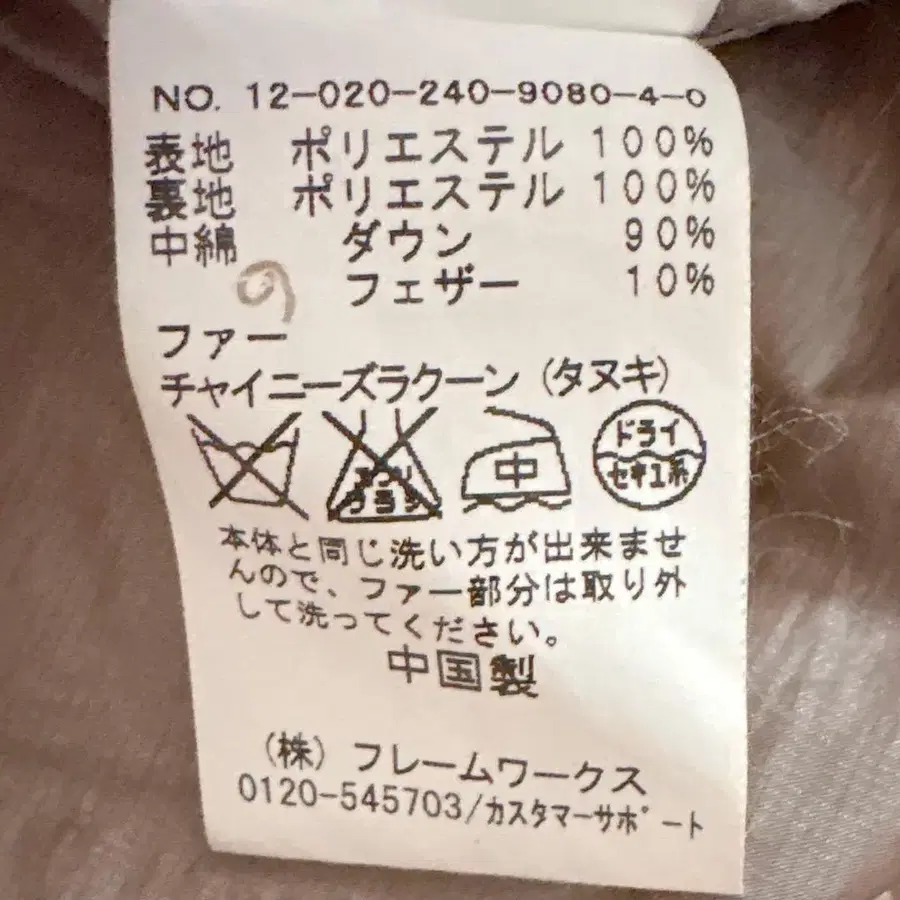 NO. 12-020-240-9080-4-0
表地 ポリエステル 100%
裏地 ポリエステル 100%
中綿 ダウン 90%
フェザー 10%
ファー
チャイニーズラクーン (タヌキ)
エンソ
サラシ
中
ドライ
セキユ系
本体と同じ洗い方が出来ませ
んので、ファー部分は取り外
して洗ってください。
中国製
(株) フレームワークス
0120-545703/カスタマーサポート